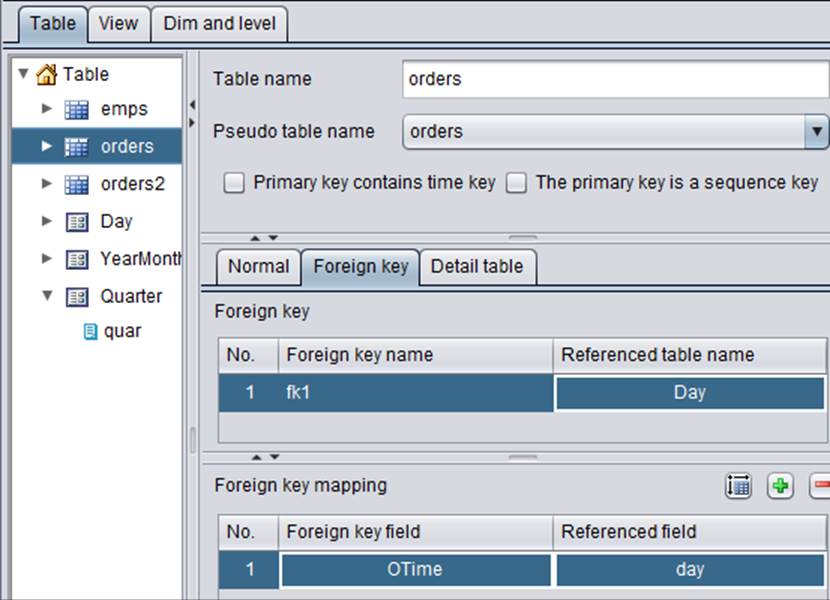 Table View Dim and level
Table
emps
orders
orders2
Day
YearMonth
Quarter
quar
Table name orders
Pseudo table name orders
Primary key contains time key The primary key is a sequence key
Normal Foreign key Detail table
Foreign key
No. Foreign key name Referenced table name
1 fk1 Day
Foreign key mapping
No. Foreign key field Referenced field
1 OTime day